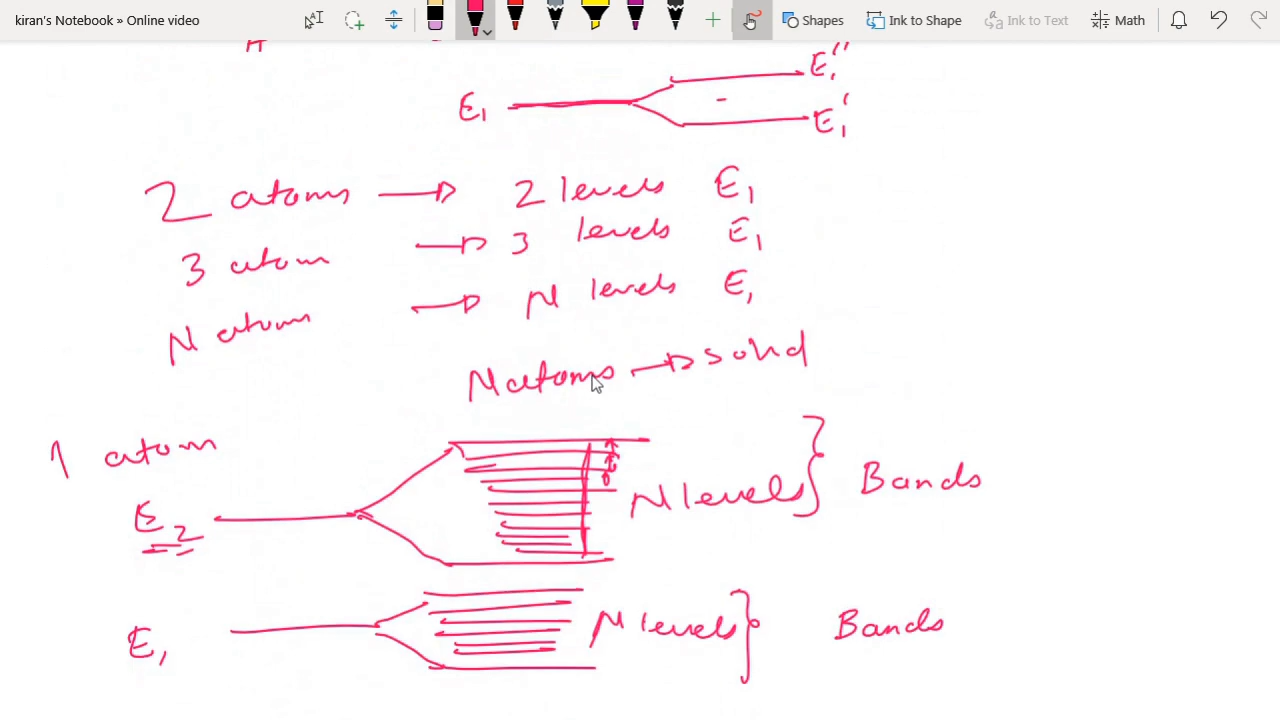 kiran's Notebook » Online video
Shapes
Ink to Shape
Ink to Text
Math
E1''
E1
E1'
2 atoms → 2 levels E1
3 atom → 3 levels E1
N atom → N levels E1
N atoms → solid
1 atom
E2
N levels
Bands
E1
N levels
Bands